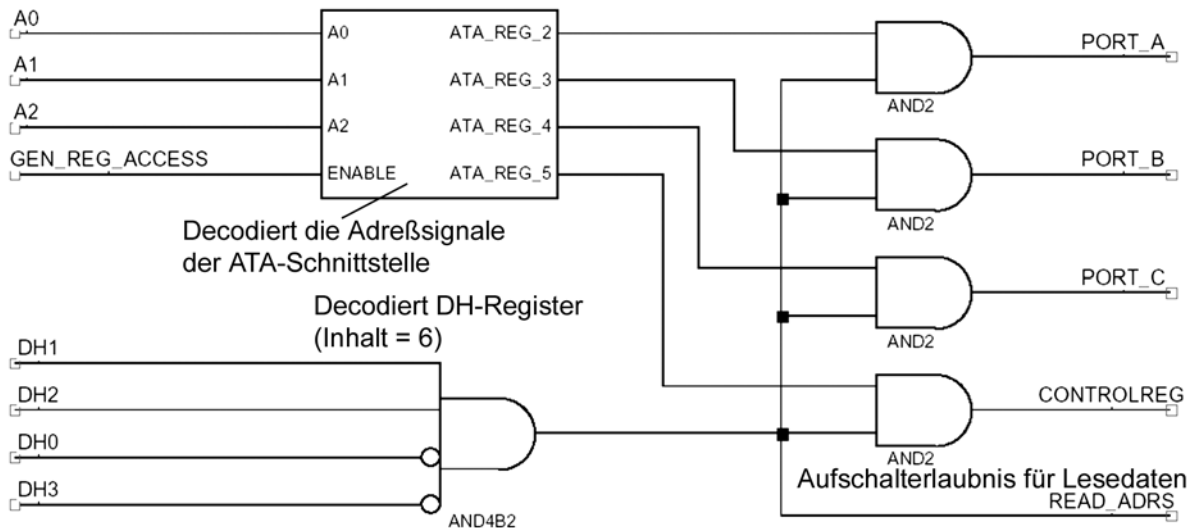 A0
A1
A2
GEN_REG_ACCESS
A0
A1
A2
ENABLE
ATA_REG_2
ATA_REG_3
ATA_REG_4
ATA_REG_5
Decodiert die Adreßsignale
der ATA-Schnittstelle
Decodiert DH-Register
(Inhalt = 6)
DH1
DH2
DH0
DH3
AND4B2
AND2
PORT_A
AND2
PORT_B
AND2
PORT_C
AND2
CONTROLREG
Aufschalterlaubnis für Lesedaten
READ_ADRS